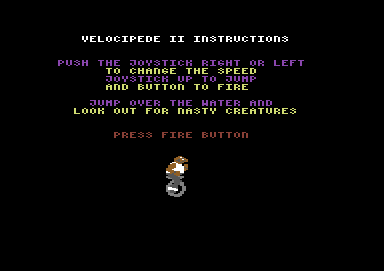 VELOCIPEDE II INSTRUCTIONS
PUSH THE JOYSTICK RIGHT OR LEFT
TO CHANGE THE SPEED
JOYSTICK UP TO JUMP
AND BUTTON TO FIRE
JUMP OVER THE WATER AND
LOOK OUT FOR NASTY CREATURES
PRESS FIRE BUTTON